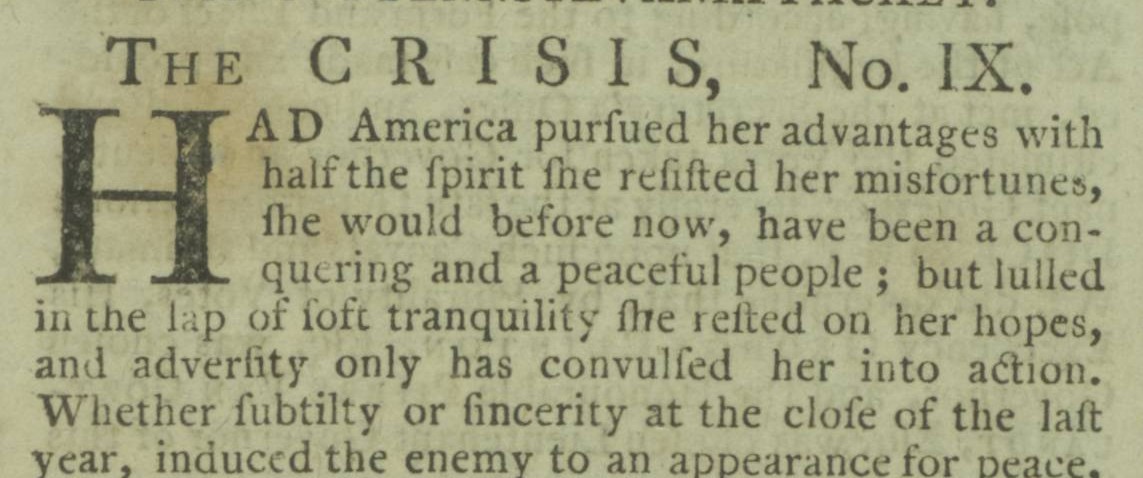 The CRISIS, No. IX.
HAD America purſued her advantages with
half the ſpirit ſhe reſiſted her misfortunes,
ſhe would before now, have been a con-
quering and a peaceful people; but lulled
in the lap of ſoft tranquility ſhe reſted on her hopes,
and adverſity only has convulſed her into action.
Whether ſubtilty or ſincerity at the cloſe of the laſt
year, induced the enemy to an appearance for peace,